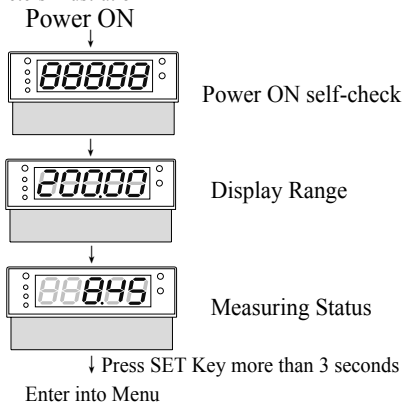 Power ON
88888
Power ON self-check
200.00
Display Range
8.45
Measuring Status
Press SET Key more than 3 seconds
Enter into Menu